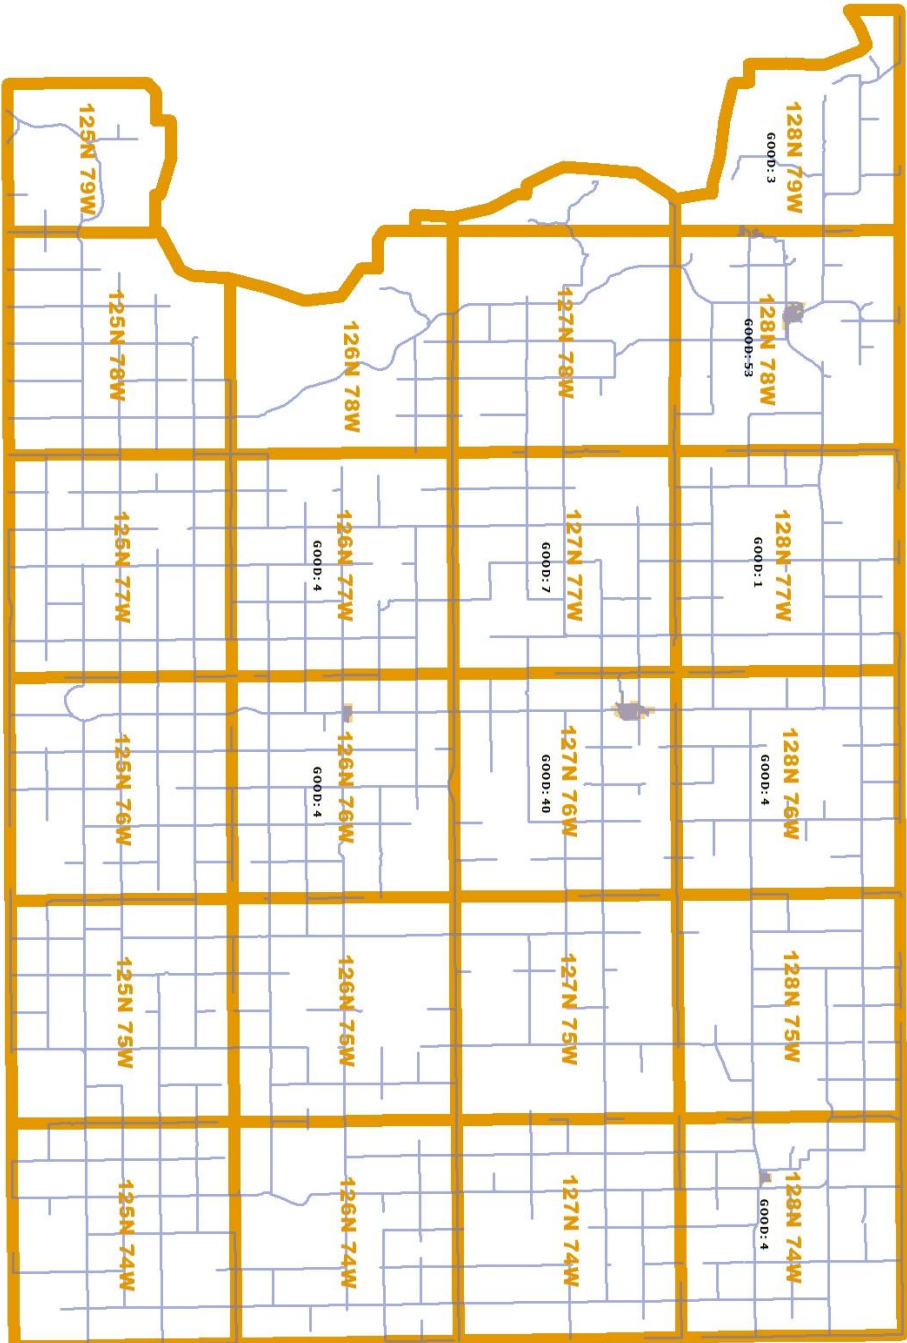 128N 79W
GOOD: 3
128N 78W
GOOD: 53
128N 77W
GOOD: 1
128N 76W
GOOD: 4
128N 75W
128N 74W
GOOD: 4
127N 78W
127N 77W
GOOD: 7
127N 76W
GOOD: 40
127N 75W
127N 74W
126N 78W
126N 77W
GOOD: 4
126N 76W
GOOD: 4
126N 75W
126N 74W
125N 79W
125N 78W
125N 77W
125N 76W
125N 75W
125N 74W